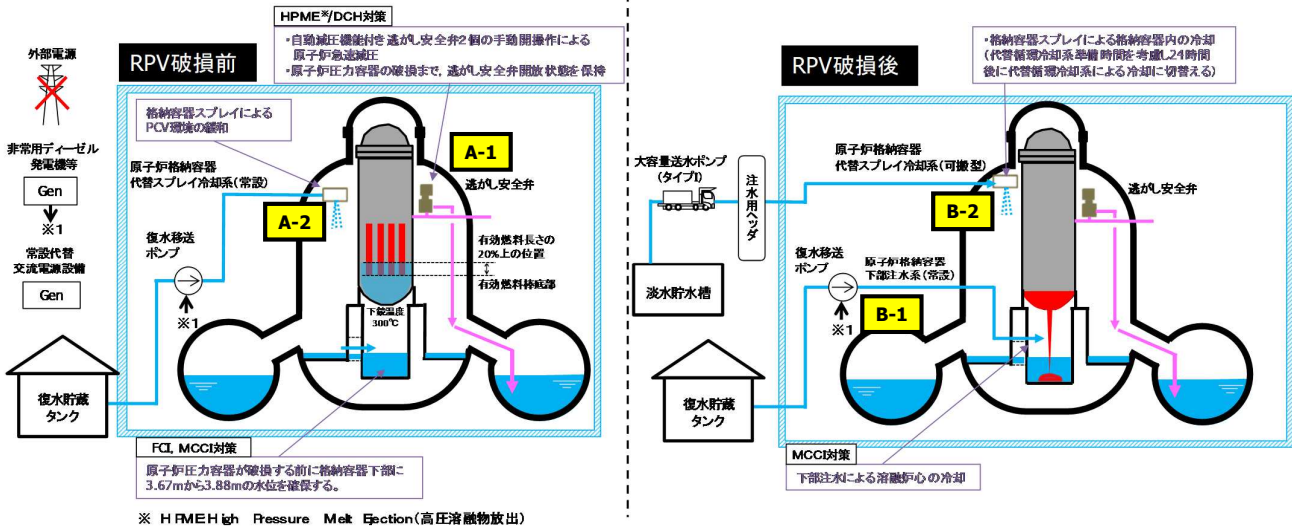 HPME※/DCH対策
・自動減圧機能付き逃がし安全弁2個の手動開操作による
原子炉急速減圧
・原子炉圧力容器の破損まで，逃がし安全弁開放状態を保持
RPV破損前
外部電源
非常用ディーゼル
発電機等
Gen
※1
常設代替
交流電源設備
Gen
格納容器スプレイによる
PCV環境の緩和
原子炉格納容器
代替スプレイ冷却系(常設)
A-1
逃がし安全弁
A-2
復水移送
ポンプ
※1
有効燃料長さの
20%上の位置
有効燃料棒底部
下鏡温度
300℃
復水貯蔵
タンク
FCI，MCCI対策
原子炉圧力容器が破損する前に格納容器下部に
3.67mから3.88mの水位を確保する。
※ HPME:High Pressure Melt Ejection(高圧溶融物放出)
RPV破損後
・格納容器スプレイによる格納容器内の冷却
(代替循環冷却系準備時間を考慮し24時間
後に代替循環冷却系による冷却に切替える)
大容量送水ポンプ
(タイプⅠ)
注水用ヘッダ
原子炉格納容器
代替スプレイ冷却系(可搬型)
逃がし安全弁
B-2
淡水貯水槽
復水移送
ポンプ
※1
原子炉格納容器
下部注水系(常設)
B-1
復水貯蔵
タンク
MCCI対策
下部注水による溶融炉心の冷却